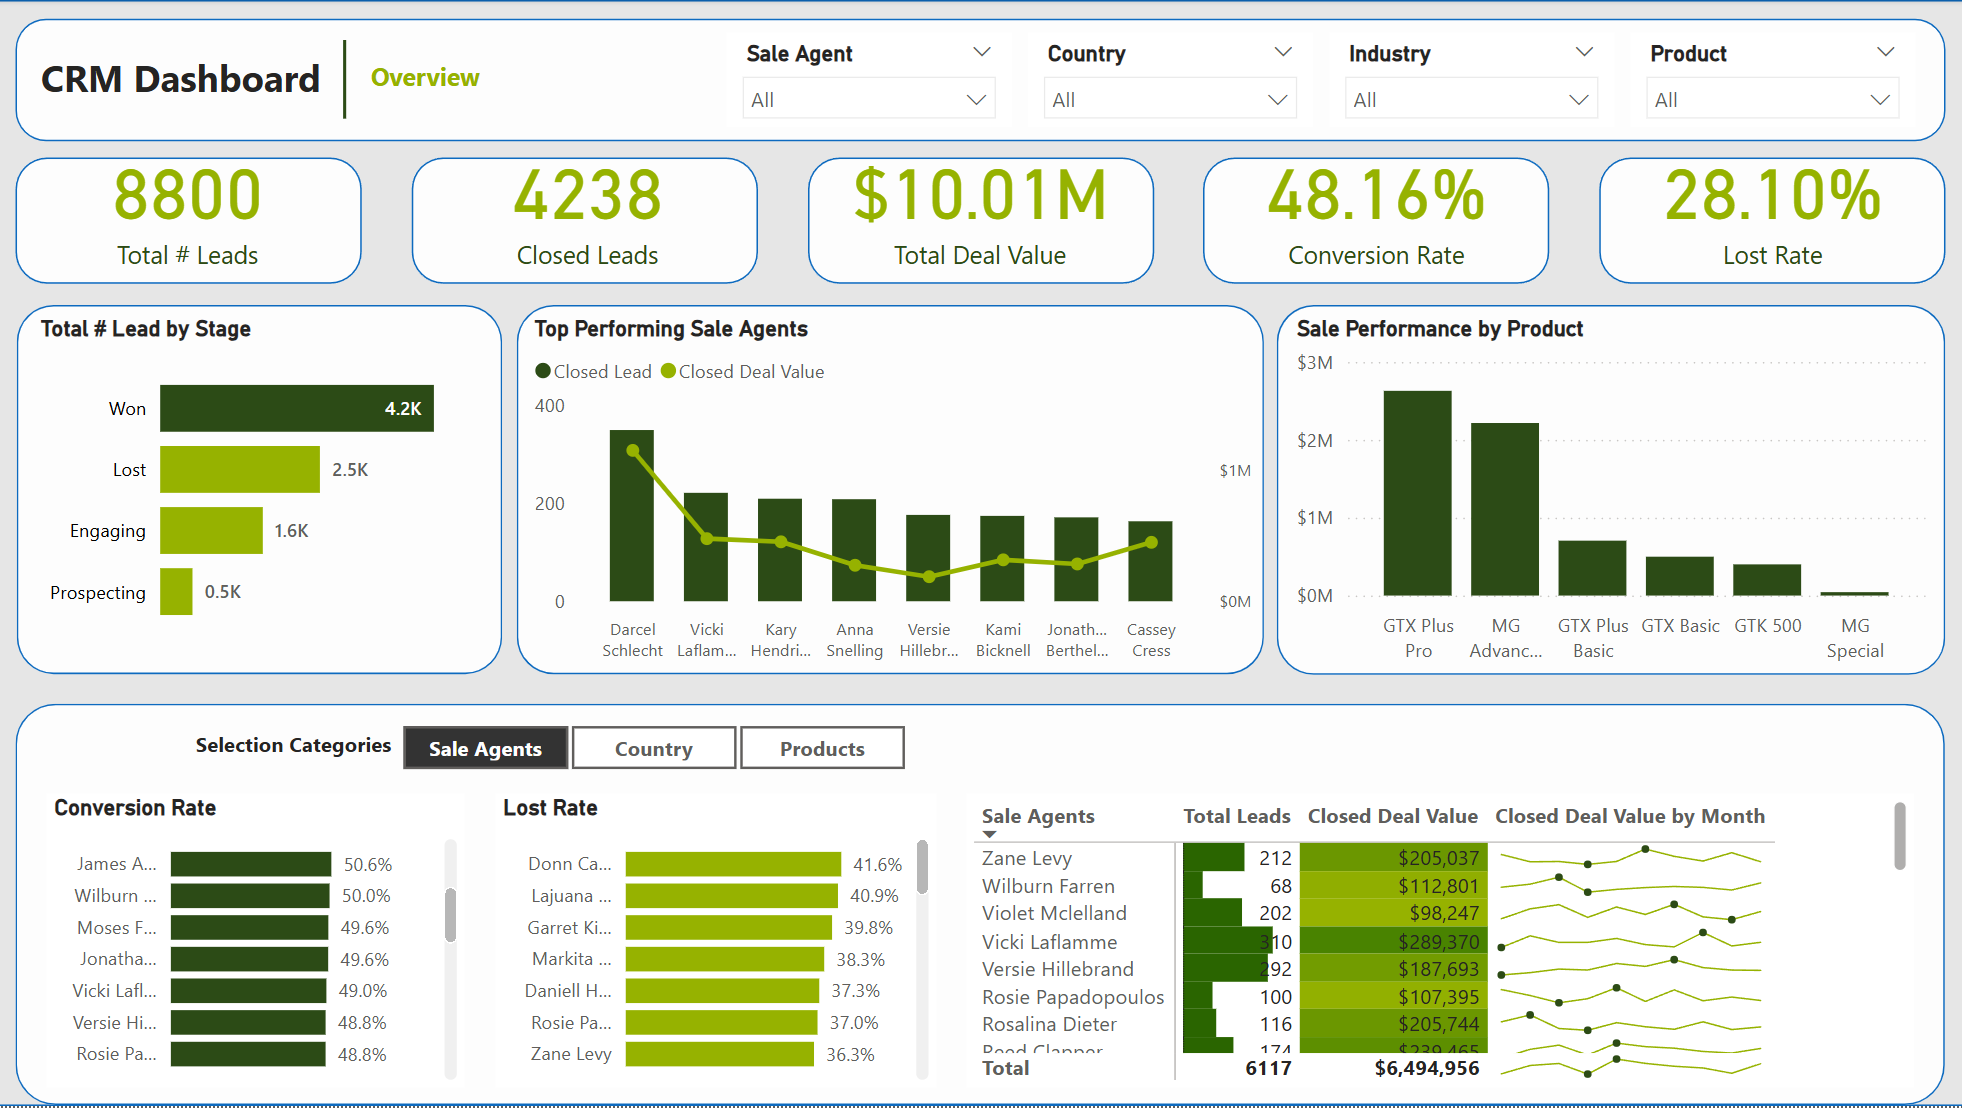 CRM Dashboard
Overview
Sale Agent
All
Country
All
Industry
All
Product
All
8800
Total # Leads
4238
Closed Leads
$10.01M
Total Deal Value
48.16%
Conversion Rate
28.10%
Lost Rate
Total # Lead by Stage
Won 4.2K
Lost 2.5K
Engaging 1.6K
Prospecting 0.5K
Top Performing Sale Agents
Closed Lead Closed Deal Value
400
200
0
$1M
$0M
Darcel Schlecht
Vicki Laflam...
Kary Hendri...
Anna Snelling
Versie Hillebr...
Kami Bicknell
Jonath... Berthel...
Cassey Cress
Sale Performance by Product
$3M
$2M
$1M
$0M
GTX Plus Pro
MG Advanc...
GTX Plus Basic
GTX Basic
GTK 500
MG Special
Selection Categories
Sale Agents
Country
Products
Conversion Rate
James A... 50.6%
Wilburn ... 50.0%
Moses F... 49.6%
Jonatha... 49.6%
Vicki Lafl... 49.0%
Versie Hi... 48.8%
Rosie Pa... 48.8%
Lost Rate
Donn Ca... 41.6%
Lajuana ... 40.9%
Garret Ki... 39.8%
Markita ... 38.3%
Daniell H... 37.3%
Rosie Pa... 37.0%
Zane Levy 36.3%
Sale Agents Total Leads Closed Deal Value Closed Deal Value by Month
Zane Levy 212 $205,037
Wilburn Farren 68 $112,801
Violet Mclelland 202 $98,247
Vicki Laflamme 310 $289,370
Versie Hillebrand 292 $187,693
Rosie Papadopoulos 100 $107,395
Rosalina Dieter 116 $205,744
Reed Clapper 174 $239,465
Total 6117 $6,494,956